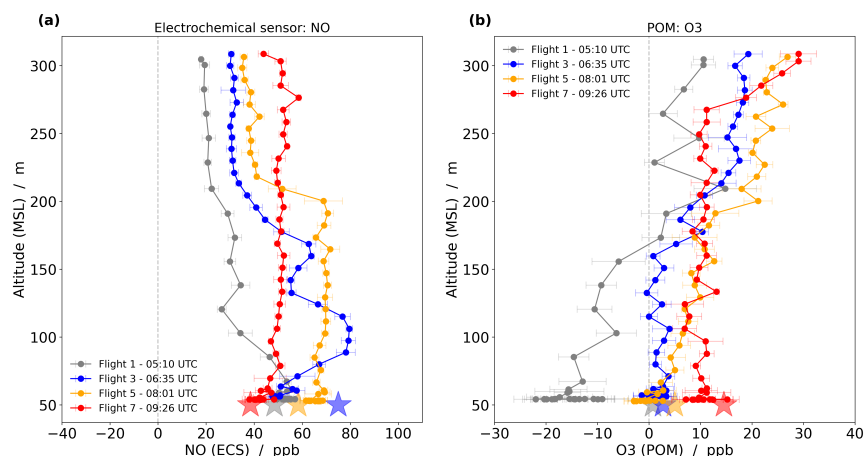 (a)
Electrochemical sensor: NO
Altitude (MSL) / m
300
250
200
150
100
50
Flight 1 - 05:10 UTC
Flight 3 - 06:35 UTC
Flight 5 - 08:01 UTC
Flight 7 - 09:26 UTC
−40
−20
0
20
40
60
80
100
NO (ECS) / ppb
(b)
POM: O3
Altitude (MSL) / m
300
250
200
150
100
50
Flight 1 - 05:10 UTC
Flight 3 - 06:35 UTC
Flight 5 - 08:01 UTC
Flight 7 - 09:26 UTC
−30
−20
−10
0
10
20
30
40
O3 (POM) / ppb